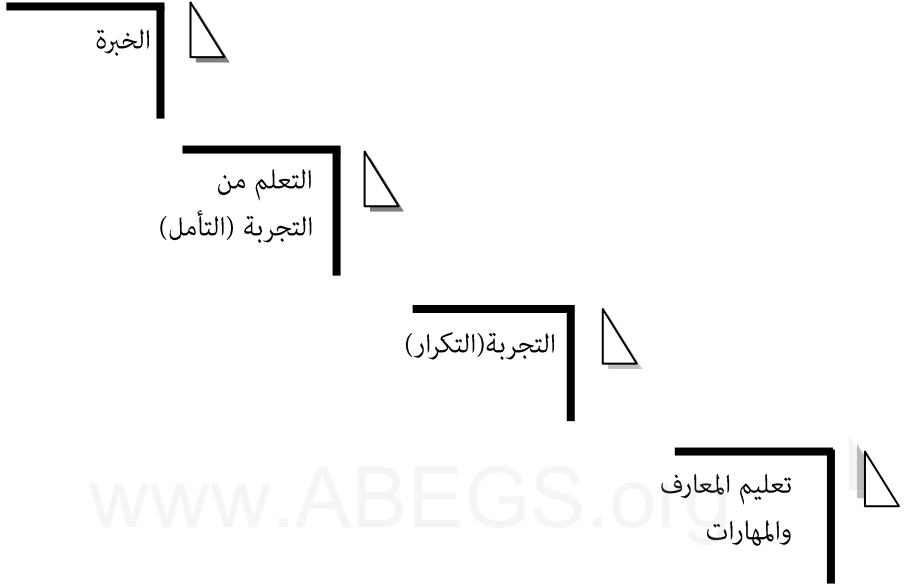 الخبرة
التعلم من
التجربة (التأمل)
التجربة(التكرار)
تعليم المعارف
والمهارات
www.ABEGS.org